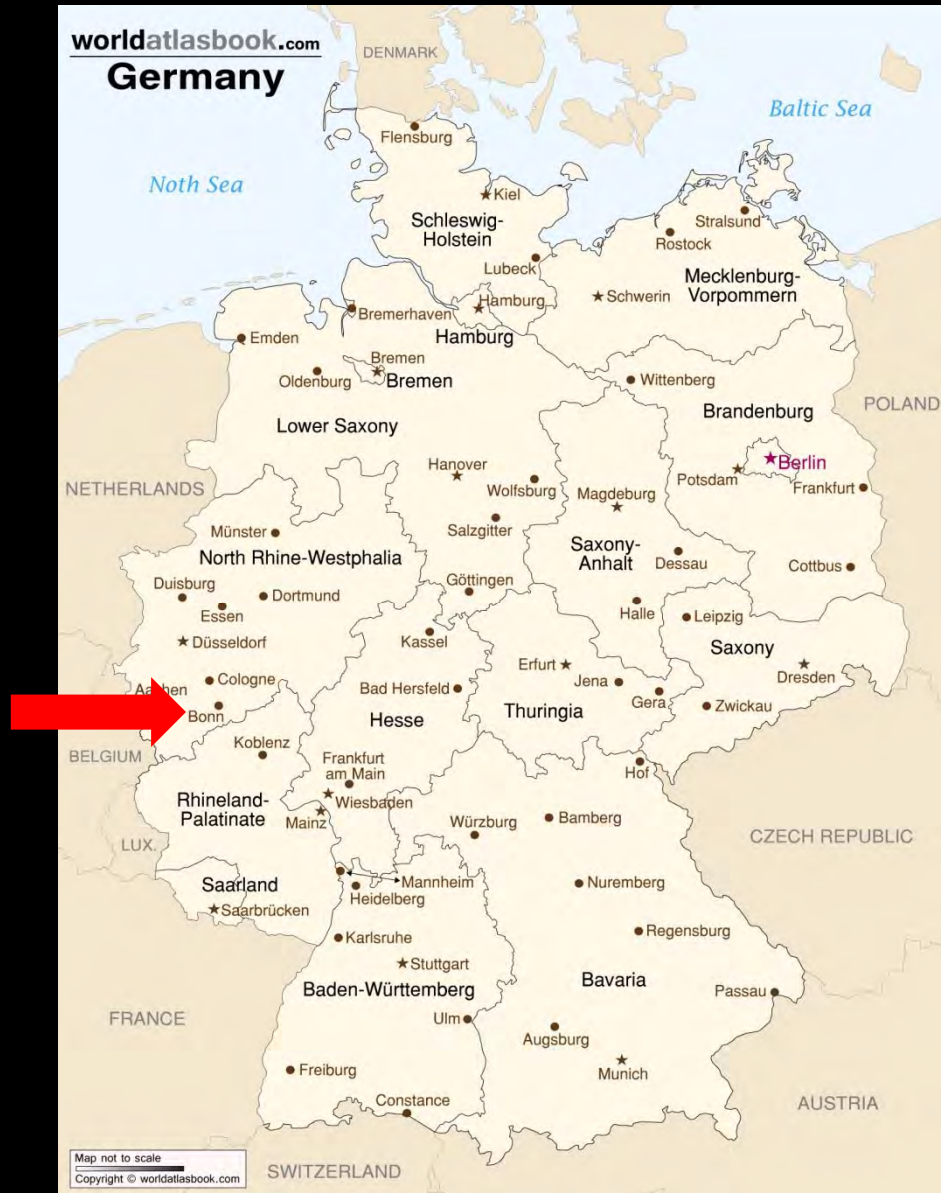 worldatlasbook.com
Germany
DENMARK
Baltic Sea
Noth Sea
Flensburg
Kiel
Schleswig-
Holstein
Stralsund
Rostock
Lubeck
Mecklenburg-
Vorpommern
Hamburg
Schwerin
Bremerhaven
Hamburg
Emden
Bremen
Oldenburg
Bremen
Wittenberg
Brandenburg
POLAND
Lower Saxony
Berlin
Hanover
Potsdam
NETHERLANDS
Wolfsburg
Magdeburg
Frankfurt
Salzgitter
Münster
Saxony-
Anhalt
North Rhine-Westphalia
Dessau
Cottbus
Duisburg
Göttingen
Dortmund
Essen
Halle
Leipzig
Düsseldorf
Kassel
Saxony
Erfurt
Dresden
Cologne
Aachen
Bad Hersfeld
Jena
Gera
Bonn
Hesse
Thuringia
Zwickau
Koblenz
BELGIUM
Frankfurt
am Main
Hof
Rhineland-
Palatinate
Wiesbaden
Mainz
Würzburg
Bamberg
CZECH REPUBLIC
LUX.
Saarland
Mannheim
Nuremberg
Heidelberg
Saarbrücken
Regensburg
Karlsruhe
Stuttgart
Bavaria
Baden-Württemberg
Passau
FRANCE
Ulm
Augsburg
Freiburg
Munich
Constance
AUSTRIA
Map not to scale
SWITZERLAND
Copyright © worldatlasbook.com